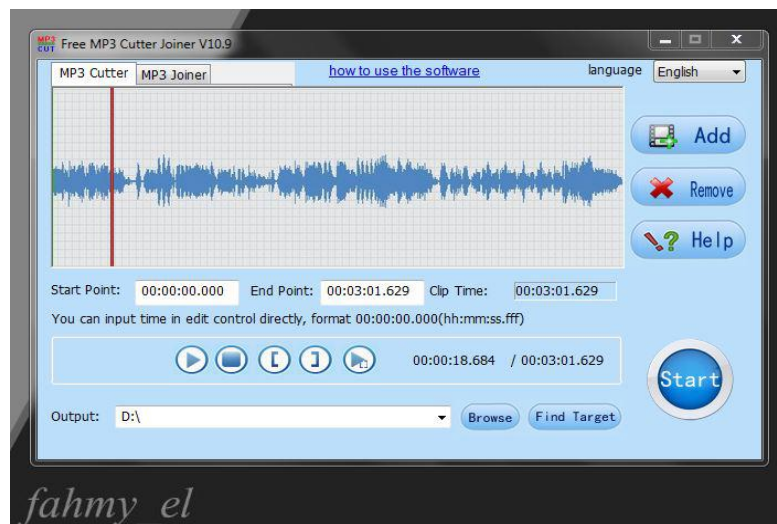 MP3 CUT Free MP3 Cutter Joiner V10.9
MP3 Cutter MP3 Joiner how to use the software language English
Add
Remove
Help
Start Point: 00:00:00.000 End Point: 00:03:01.629 Clip Time: 00:03:01.629
You can input time in edit control directly, format 00:00:00.000(hh:mm:ss.fff)
00:00:18.684 / 00:03:01.629
Start
Output: D:\ Browse Find Target
fahmy_el